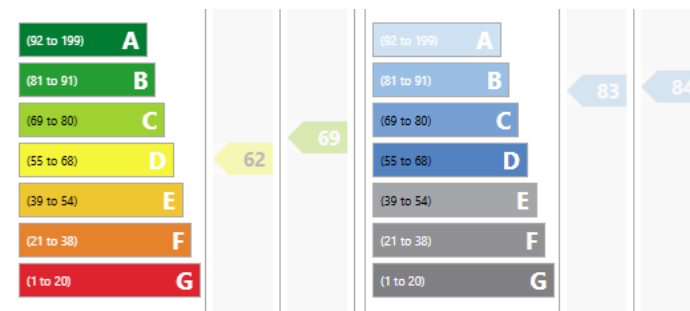 (92 to 199) A
(81 to 91) B
(69 to 80) C
(55 to 68) D
(39 to 54) E
(21 to 38) F
(1 to 20) G
62
69
(92 to 199) A
(81 to 91) B
(69 to 80) C
(55 to 68) D
(39 to 54) E
(21 to 38) F
(1 to 20) G
83
84